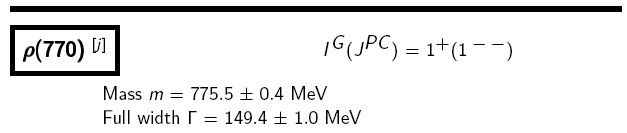 ρ(770) [j] I^G(J^PC) = 1^+(1^− −)
Mass m = 775.5 ± 0.4 MeV
Full width Γ = 149.4 ± 1.0 MeV